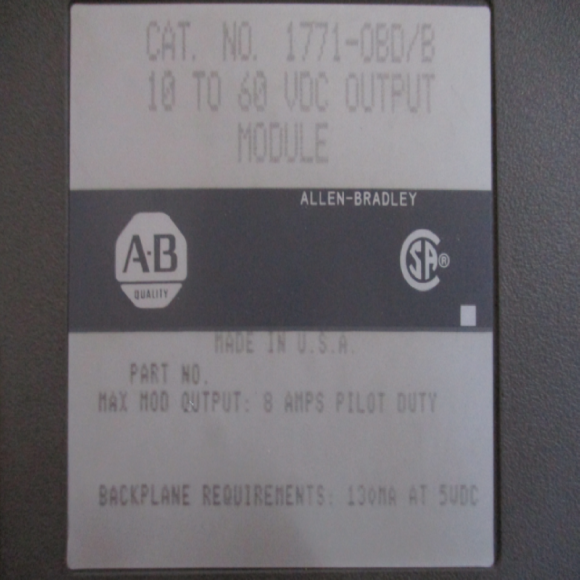 CAT. NO. 1771-OBD/B
10 TO 60 VDC OUTPUT
MODULE
ALLEN-BRADLEY
A-B
QUALITY
CSA®
MADE IN U.S.A.
PART NO.
MAX MOD OUTPUT: 8 AMPS PILOT DUTY
BACKPLANE REQUIREMENTS: 130MA AT 5VDC